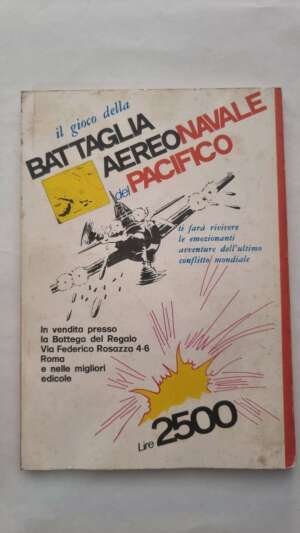 il gioco della
BATTAGLIA
AEREONAVALE
del PACIFICO
ti farà rivivere
le emozionanti
avventure dell'ultimo
conflitto mondiale
In vendita presso
la Bottega del Regalo
Via Federico Rosazza 4-6
Roma
e nelle migliori
edicole
Lire 2500